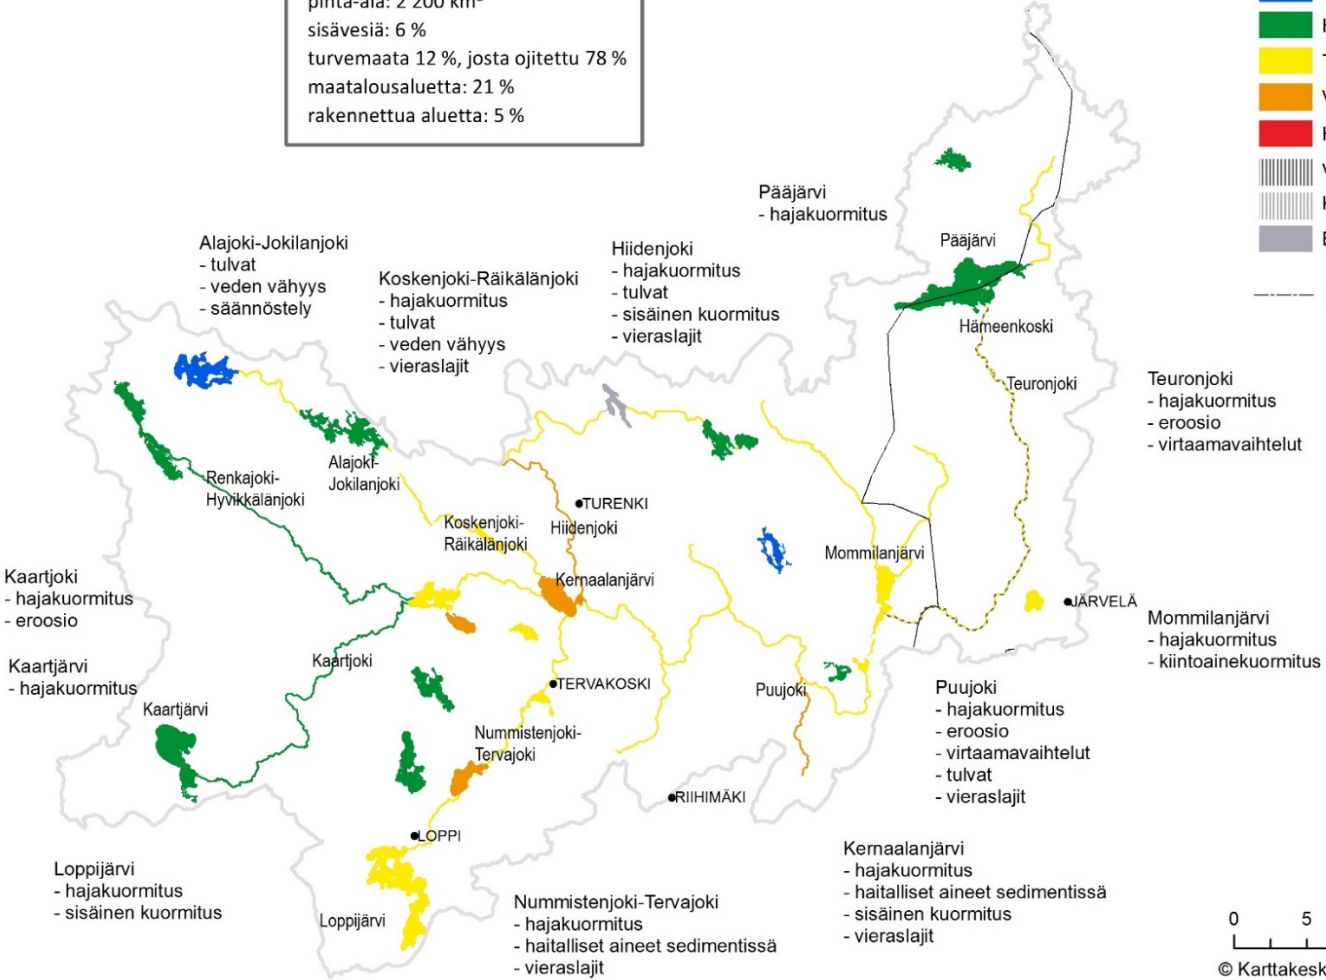 pinta-ala: 2 200 km²
sisävesiä: 6 %
turvemaata 12 %, josta ojitettu 78 %
maatalousaluetta: 21 %
rakennettua aluetta: 5 %
Pääjärvi
- hajakuormitus
Pääjärvi
Hämeenkoski
Alajoki-Jokilanjoki
- tulvat
- veden vähyys
- säännöstely
Koskenjoki-Räikälänjoki
- hajakuormitus
- tulvat
- veden vähyys
- vieraslajit
Hiidenjoki
- hajakuormitus
- tulvat
- sisäinen kuormitus
- vieraslajit
Teuronjoki
Teuronjoki
- hajakuormitus
- eroosio
- virtaamavaihtelut
Alajoki-
Jokilanjoki
Renkajoki-
Hyvikkälänjoki
Koskenjoki-
Räikälänjoki
TURENKI
Hiidenjoki
Kernaalanjärvi
Mommilanjärvi
JÄRVELÄ
Kaartjoki
- hajakuormitus
- eroosio
Mommilanjärvi
- hajakuormitus
- kiintoainekuormitus
Kaartjärvi
- hajakuormitus
Kaartjoki
Kaartjärvi
TERVAKOSKI
Puujoki
Puujoki
- hajakuormitus
- eroosio
- virtaamavaihtelut
- tulvat
- vieraslajit
Nummistenjoki-
Tervajoki
RIIHIMÄKI
LOPPI
Loppijärvi
- hajakuormitus
- sisäinen kuormitus
Loppijärvi
Nummistenjoki-Tervajoki
- hajakuormitus
- haitalliset aineet sedimentissä
- vieraslajit
Kernaalanjärvi
- hajakuormitus
- haitalliset aineet sedimentissä
- sisäinen kuormitus
- vieraslajit
0 5
© Karttakesk